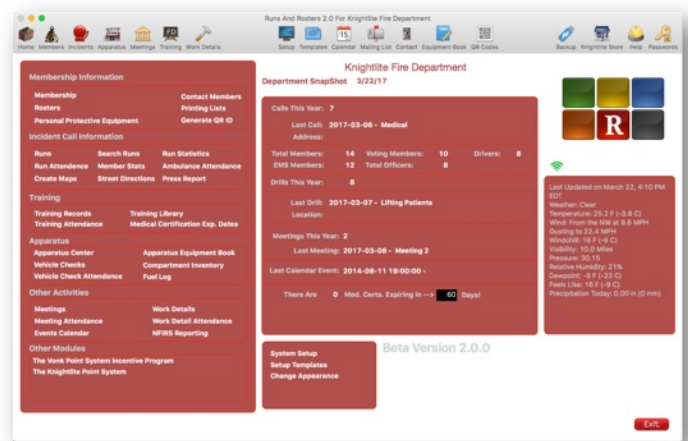 Runs And Rosters 2.0 For Knightlite Fire Department
Home Members Incidents Apparatus Meetings Training Work Details Setup Templates Calendar Mailing List Contact Equipment Book QR Codes Backup Knightlite Store Help Passwords
15
FD
Knightlite Fire Department
Department SnapShot 3/22/17
Membership Information
Membership Contact Members
Rosters Printing Lists
Personal Protective Equipment Generate QR ID
Incident Call Information
Runs Search Runs Run Statistics
Run Attendence Member Stats Ambulance Attendance
Create Maps Street Directions Press Report
Training
Training Records Training Library
Training Attendance Medical Certification Exp. Dates
Apparatus
Apparatus Center Apparatus Equipment Book
Vehicle Checks Compartment Inventory
Vehicle Check Attendance Fuel Log
Other Activities
Meetings Work Details
Meeting Attendance Work Detail Attendance
Events Calendar NFIRS Reporting
Other Modules
The Vonk Point System Incentive Program
The Knightlite Point System
Calls This Year: 7
Last Call: 2017-03-06 - Medical
Address:
Total Members: 14 Voting Members: 10 Drivers: 8
EMS Members: 12 Total Officers: 8
Drills This Year: 8
Last Drill: 2017-03-07 - Lifting Patients
Location:
Meetings This Year: 2
Last Meeting: 2017-03-08 - Meeting 2
Last Calendar Event: 2014-08-11 19:00:00 -
There Are 0 Med. Certs. Expiring In --> 60 Days!
System Setup
Setup Templates
Change Appearance
Beta Version 2.0.0
R
Last Updated on March 22, 4:10 PM
EDT
Weather: Clear
Temperature: 25.2 F (-3.8 C)
Wind: From the NW at 9.6 MPH
Gusting to 22.4 MPH
Windchill: 16 F (-9 C)
Visibility: 10.0 Miles
Pressure: 30.15
Relative Humidity: 21%
Dewpoint: -9 F (-23 C)
Feels Like: 16 F (-9 C)
Precipitation Today: 0.00 in (0 mm)
Exit